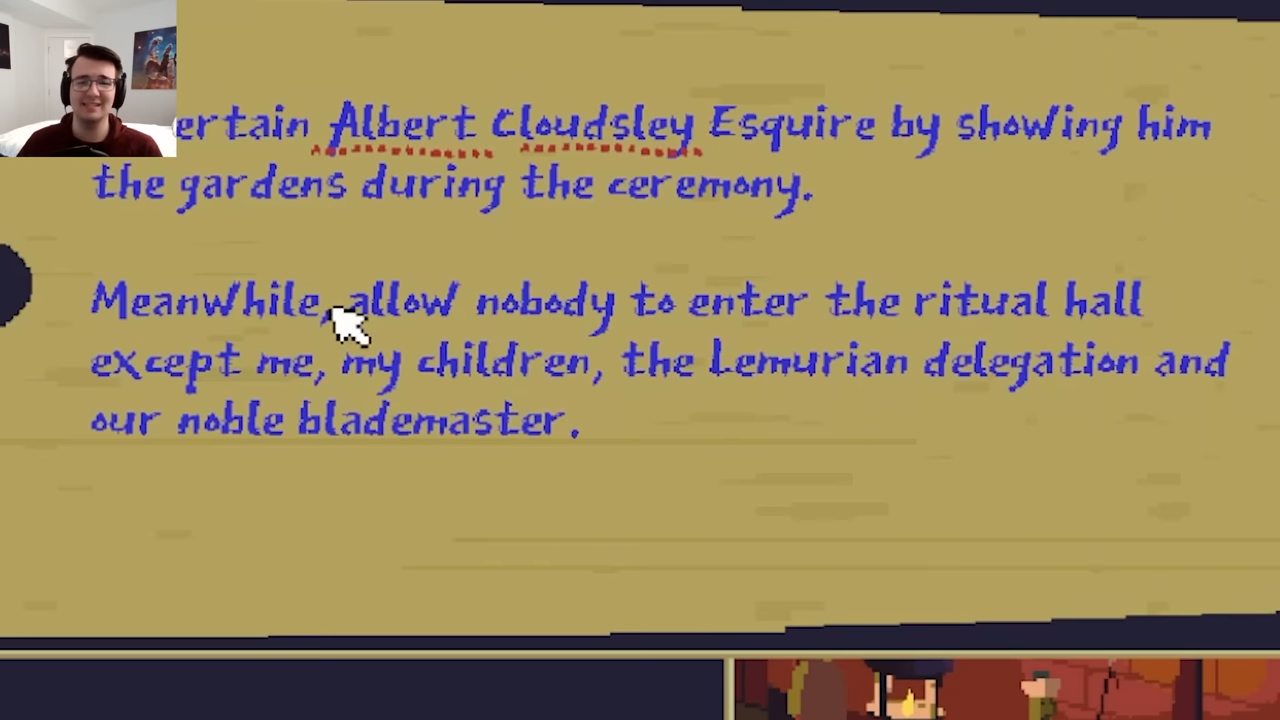 ertain Albert Cloudsley Esquire by showing him
the gardens during the ceremony.
Meanwhile, allow nobody to enter the ritual hall
except me, my children, the Lemurian delegation and
our noble blademaster.